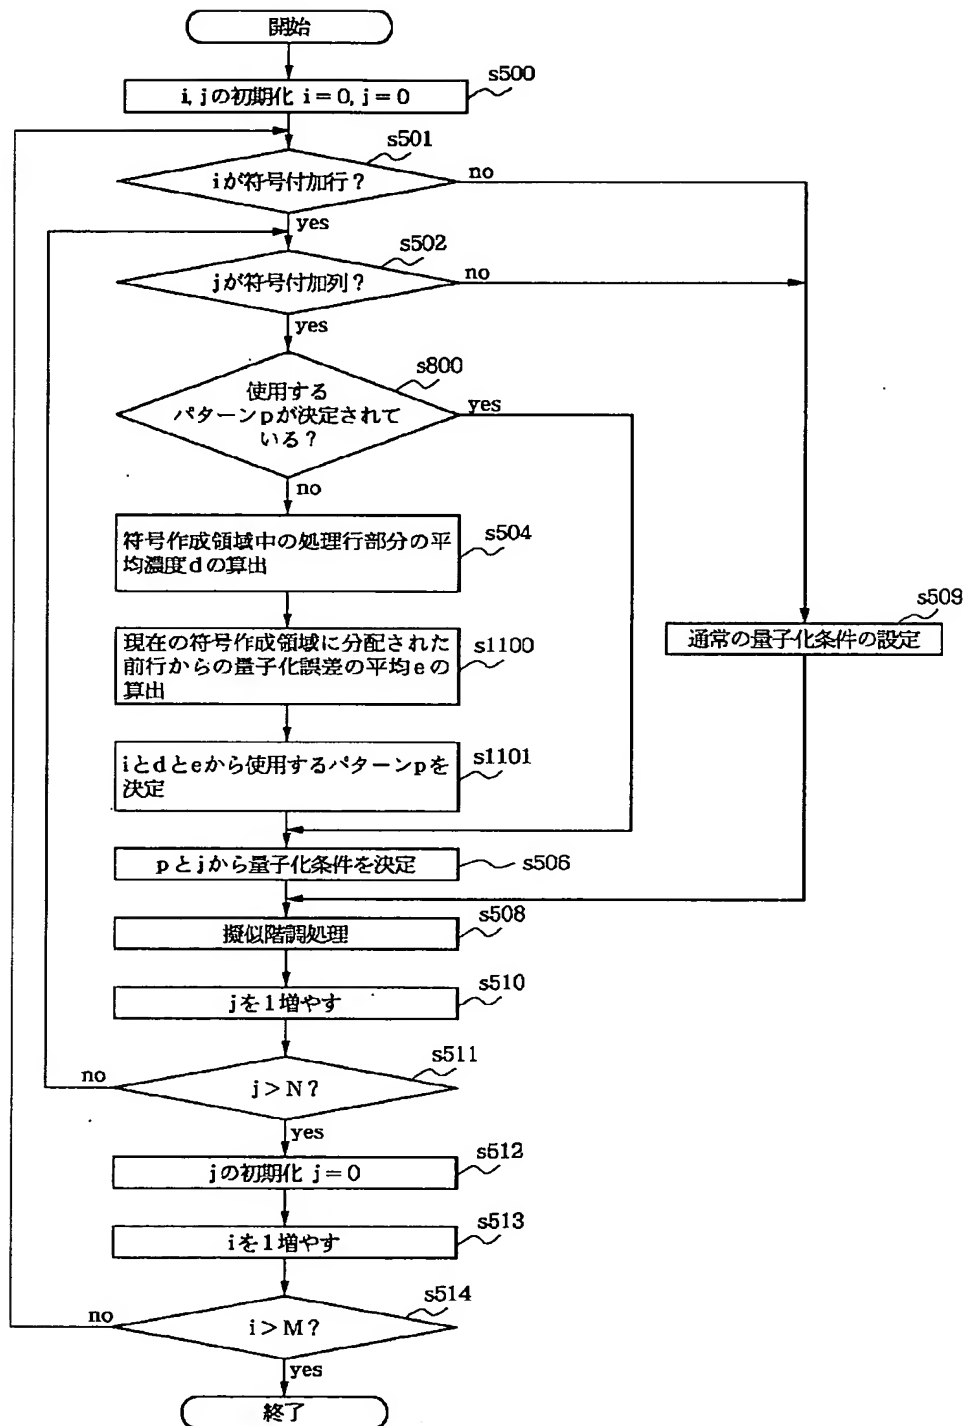 開始
s500
i, jの初期化 i=0, j=0
s501
iが符号付加行?
no
yes
s502
jが符号付加列?
no
yes
s800
使用する
パターンpが決定されて
いる?
yes
no
符号作成領域中の処理行部分の平
均濃度dの算出
s504
s509
通常の量子化条件の設定
現在の符号作成領域に分配された
前行からの量子化誤差の平均eの
算出
s1100
iとdとeから使用するパターンpを
決定
s1101
pとjから量子化条件を決定
s506
s508
擬似階調処理
s510
jを1増やす
s511
j>N?
no
yes
s512
jの初期化 j=0
s513
iを1増やす
s514
i>M?
no
yes
終了